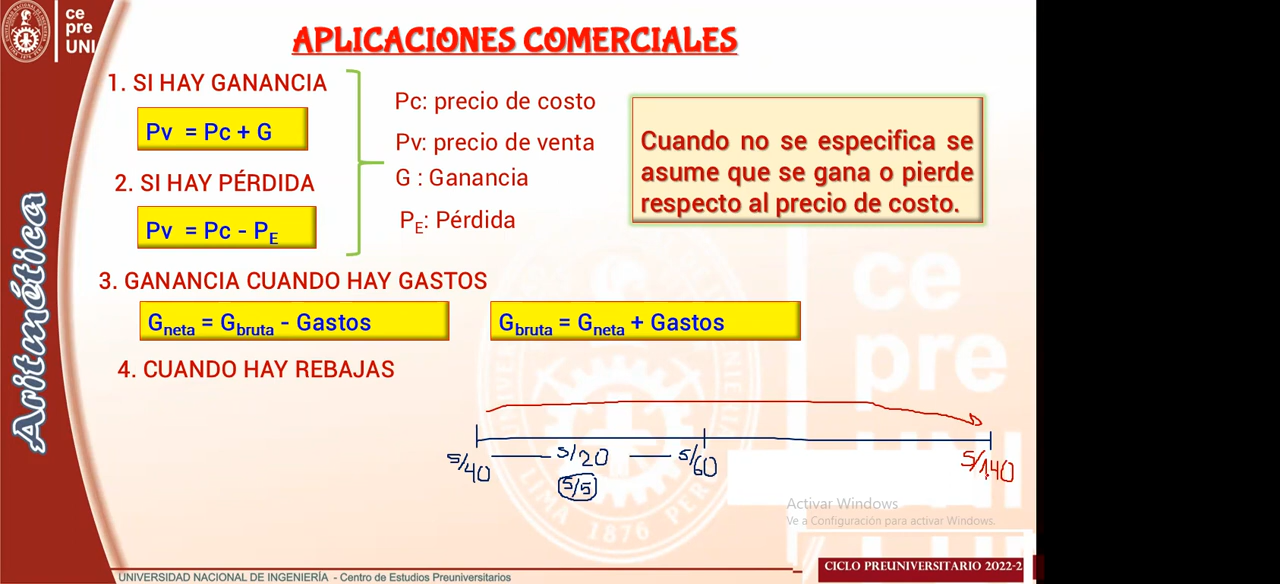 ce
pre
UNI
APLICACIONES COMERCIALES
1. SI HAY GANANCIA
Pv = Pc + G
2. SI HAY PÉRDIDA
Pv = Pc - PE
Pc: precio de costo
Pv: precio de venta
G : Ganancia
PE: Pérdida
Cuando no se especifica se
asume que se gana o pierde
respecto al precio de costo.
3. GANANCIA CUANDO HAY GASTOS
Gneta = Gbruta - Gastos
Gbruta = Gneta + Gastos
4. CUANDO HAY REBAJAS
S/40 S/20 S/60 S/140
S/5
Aritmética
ce
pre
1876
Activar Windows
Ve a Configuración para activar Windows.
CICLO PREUNIVERSITARIO 2022-2
UNIVERSIDAD NACIONAL DE INGENIERÍA - Centro de Estudios Preuniversitarios